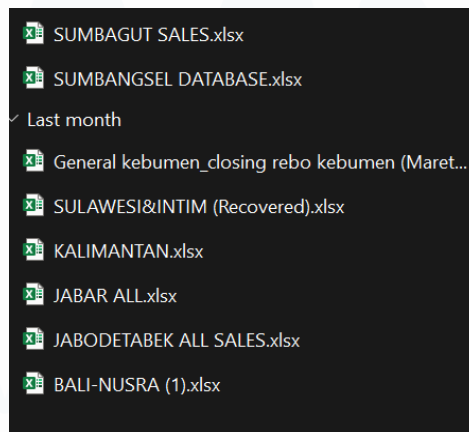 SUMBAGUT SALES.xlsx
SUMBANGSEL DATABASE.xlsx
Last month
General kebumen_closing rebo kebumen (Maret...
SULAWESI&INTIM (Recovered).xlsx
KALIMANTAN.xlsx
JABAR ALL.xlsx
JABODETABEK ALL SALES.xlsx
BALI-NUSRA (1).xlsx